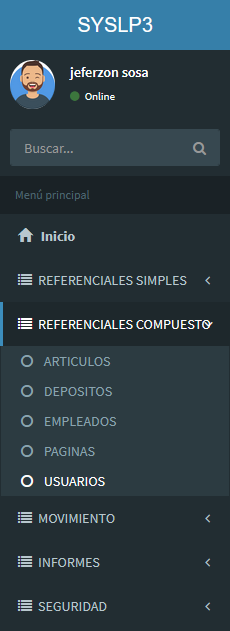 SYSLP3
jeferzon sosa
Online
Buscar...
Menú principal
Inicio
REFERENCIALES SIMPLES
REFERENCIALES COMPUESTO
ARTICULOS
DEPOSITOS
EMPLEADOS
PAGINAS
USUARIOS
MOVIMIENTO
INFORMES
SEGURIDAD